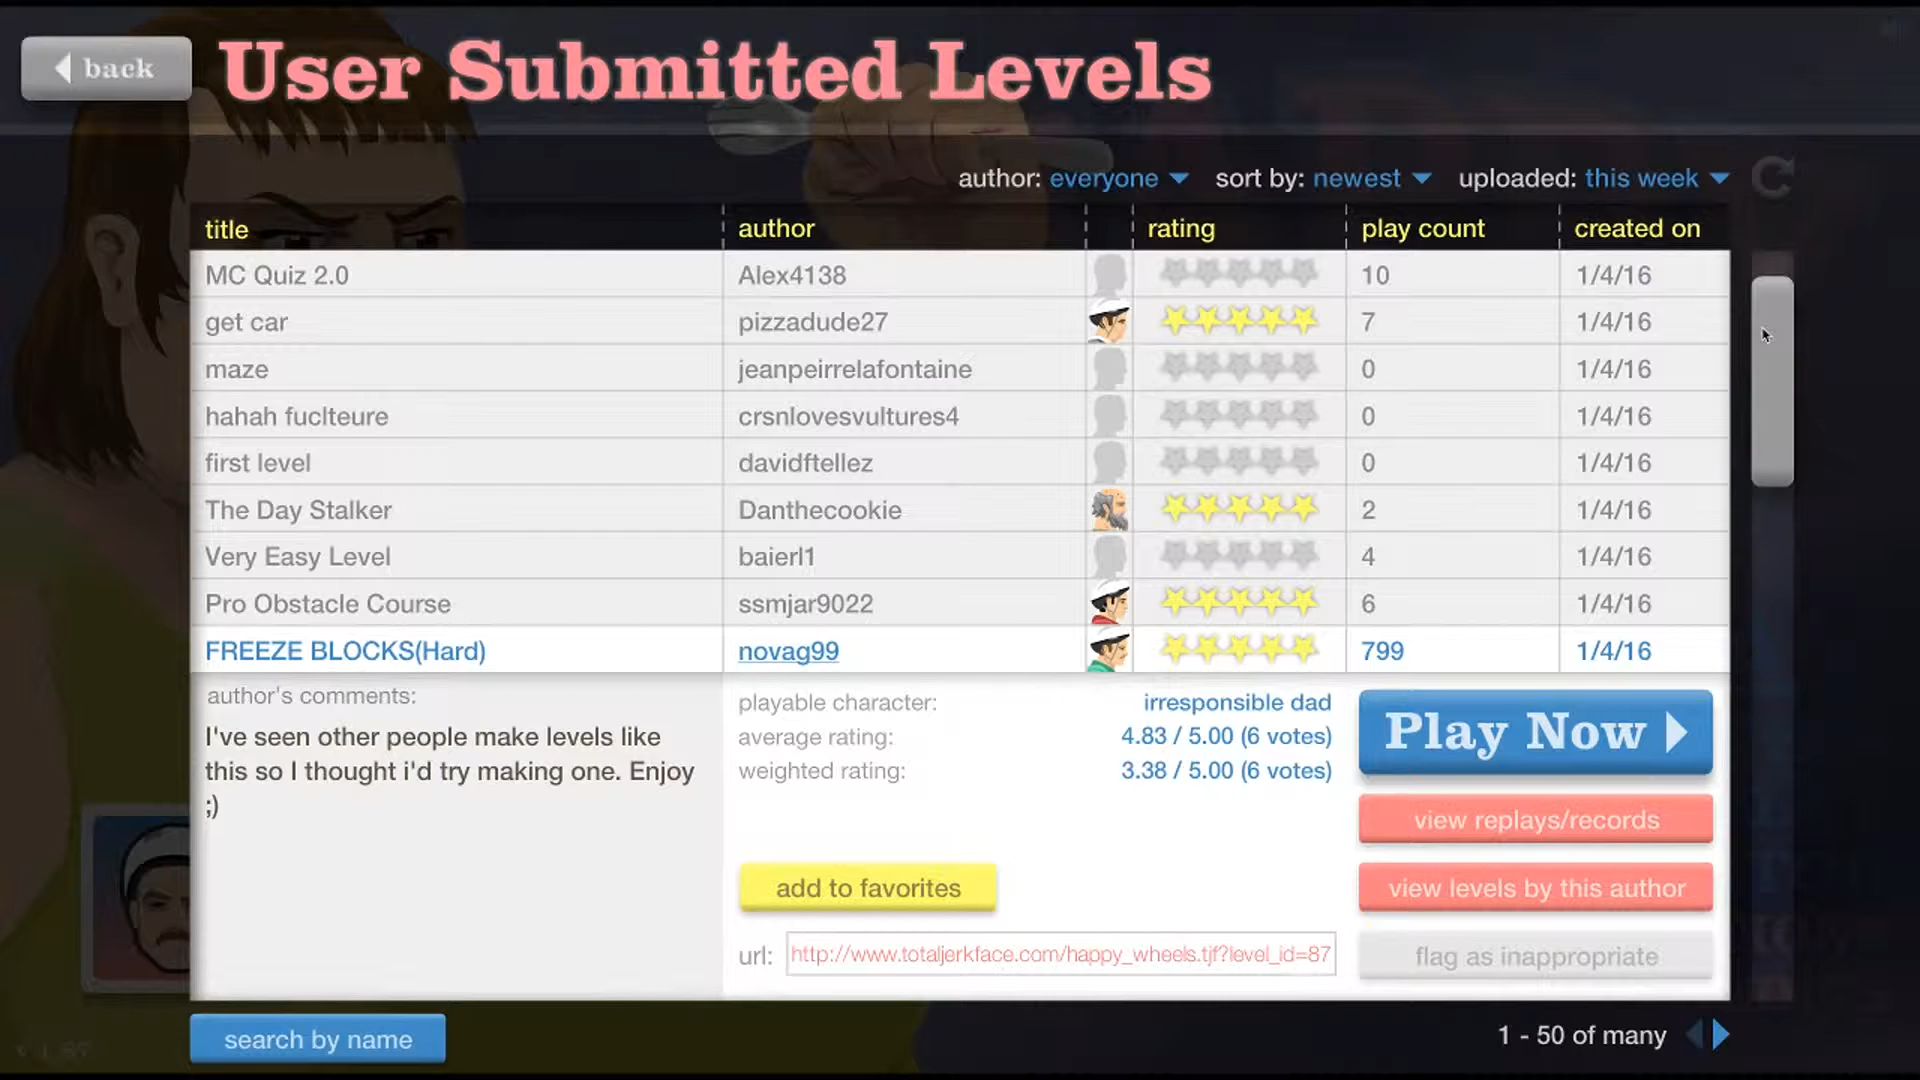 back
User Submitted Levels
author: everyone sort by: newest uploaded: this week
title author rating play count created on
MC Quiz 2.0 Alex4138 10 1/4/16
get car pizzadude27 7 1/4/16
maze jeanpeirrelafontaine 0 1/4/16
hahah fuclteure crsnlovesvultures4 0 1/4/16
first level davidftellez 0 1/4/16
The Day Stalker Danthecookie 2 1/4/16
Very Easy Level baierl1 4 1/4/16
Pro Obstacle Course ssmjar9022 6 1/4/16
FREEZE BLOCKS(Hard) novag99 799 1/4/16
author's comments:
I've seen other people make levels like
this so I thought i'd try making one. Enjoy
;)
playable character: irresponsible dad
average rating: 4.83 / 5.00 (6 votes)
weighted rating: 3.38 / 5.00 (6 votes)
add to favorites
url: http://www.totaljerkface.com/happy_wheels.tjf?level_id=87
Play Now
view replays/records
view levels by this author
flag as inappropriate
search by name
1 - 50 of many